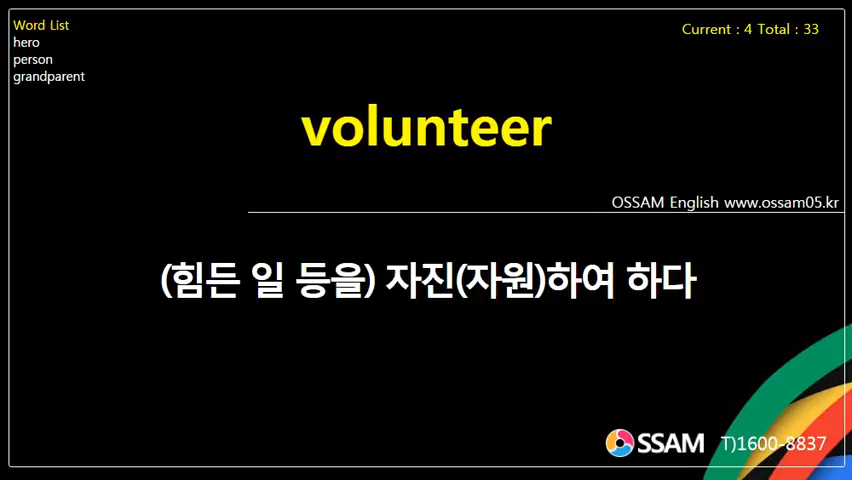 Word List
hero
person
grandparent
Current : 4 Total : 33
volunteer
OSSAM English www.ossam05.kr
(힘든 일 등을) 자진(자원)하여 하다
OSSAM T)1600-8837